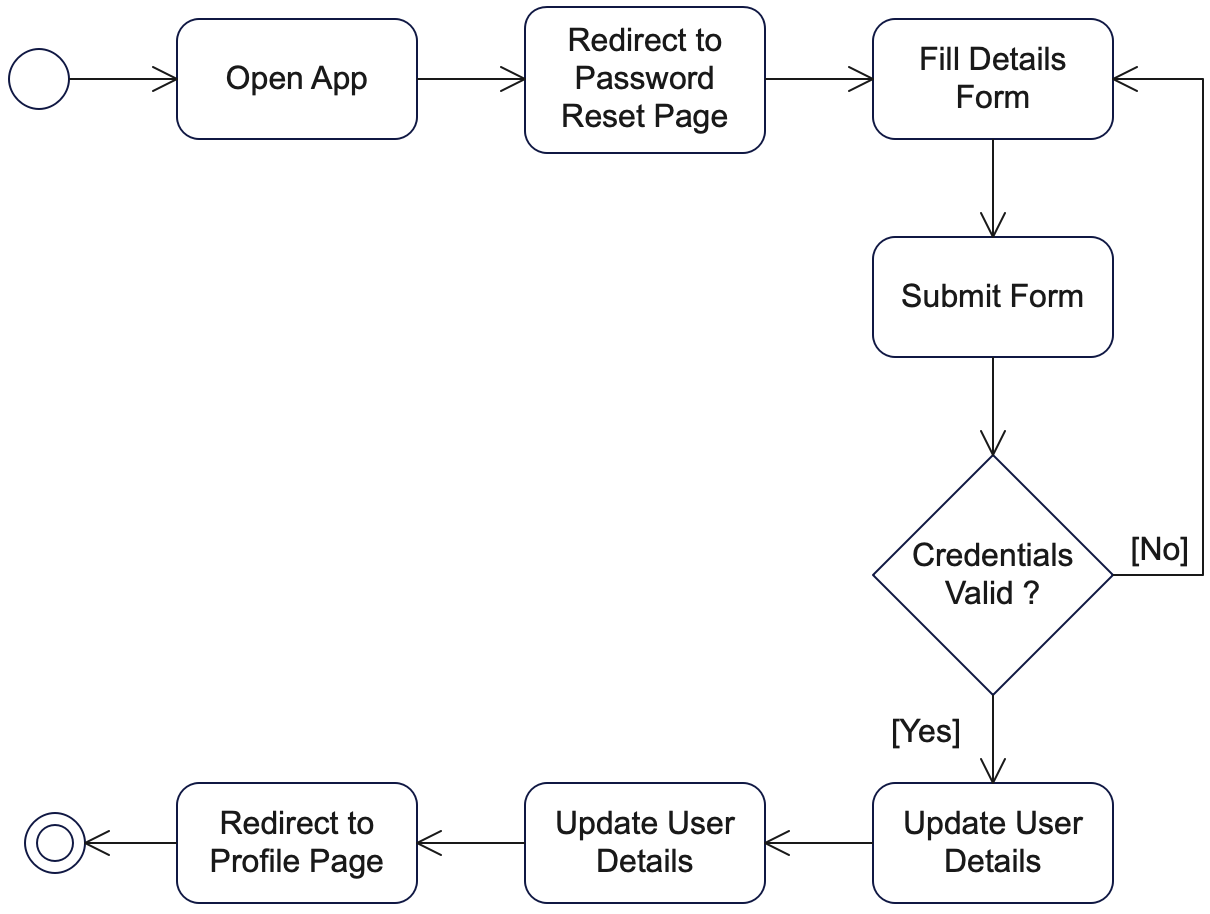 Open App
Redirect to
Password
Reset Page
Fill Details
Form
Submit Form
Credentials
Valid ?
[No]
[Yes]
Update User
Details
Update User
Details
Redirect to
Profile Page